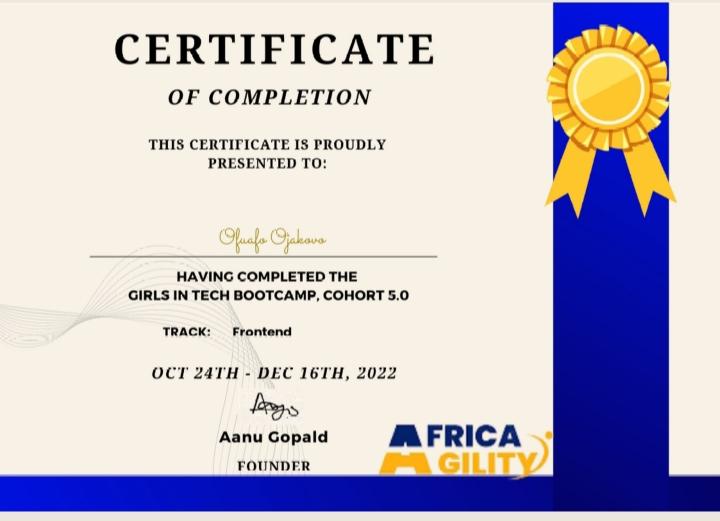 CERTIFICATE
OF COMPLETION
THIS CERTIFICATE IS PROUDLY
PRESENTED TO:
Ofuafo Ojakovo
HAVING COMPLETED THE
GIRLS IN TECH BOOTCAMP, COHORT 5.0
TRACK: Frontend
OCT 24TH - DEC 16TH, 2022
Aanu Gopald
FOUNDER
AFRICA
AGILITY